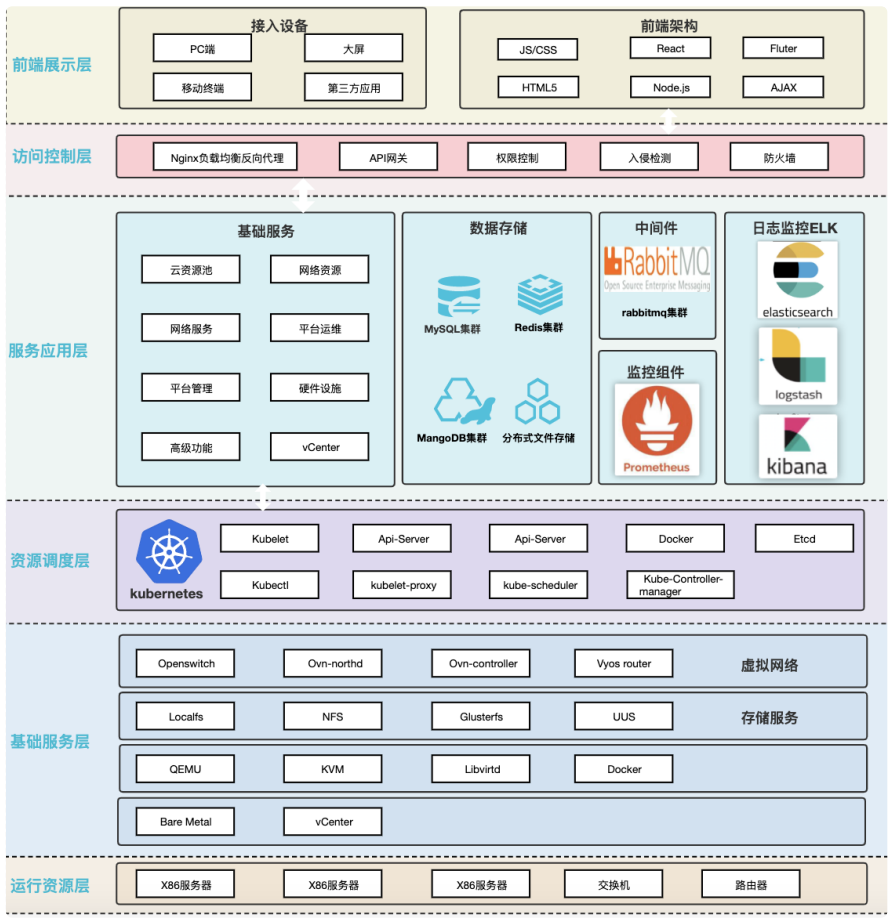 前端展示层
接入设备
PC端
大屏
移动终端
第三方应用
前端架构
JS/CSS
React
Fluter
HTML5
Node.js
AJAX
访问控制层
Nginx负载均衡反向代理
API网关
权限控制
入侵检测
防火墙
服务应用层
基础服务
云资源池
网络资源
网络服务
平台运维
平台管理
硬件设施
高级功能
vCenter
数据存储
MySQL集群
Redis集群
MangoDB集群
分布式文件存储
中间件
RabbitMQ
Open Source Enterprise Messaging
rabbitmq集群
监控组件
Prometheus
日志监控ELK
elasticsearch
logstash
kibana
资源调度层
kubernetes
Kubelet
Api-Server
Api-Server
Docker
Etcd
Kubectl
kubelet-proxy
kube-scheduler
Kube-Controller-
manager
基础服务层
Openswitch
Ovn-northd
Ovn-controller
Vyos router
虚拟网络
Localfs
NFS
Glusterfs
UUS
存储服务
QEMU
KVM
Libvirtd
Docker
Bare Metal
vCenter
运行资源层
X86服务器
X86服务器
X86服务器
交换机
路由器